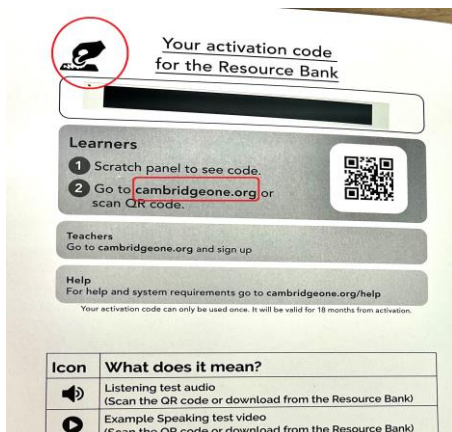 Your activation code
for the Resource Bank
Learners
1 Scratch panel to see code.
2 Go to cambridgeone.org or
scan QR code.
Teachers
Go to cambridgeone.org and sign up
Help
For help and system requirements go to cambridgeone.org/help
Your activation code can only be used once. It will be valid for 18 months from activation.
Icon What does it mean?
Listening test audio
(Scan the QR code or download from the Resource Bank)
Example Speaking test video
(Scan the QR code or download from the Resource Bank)